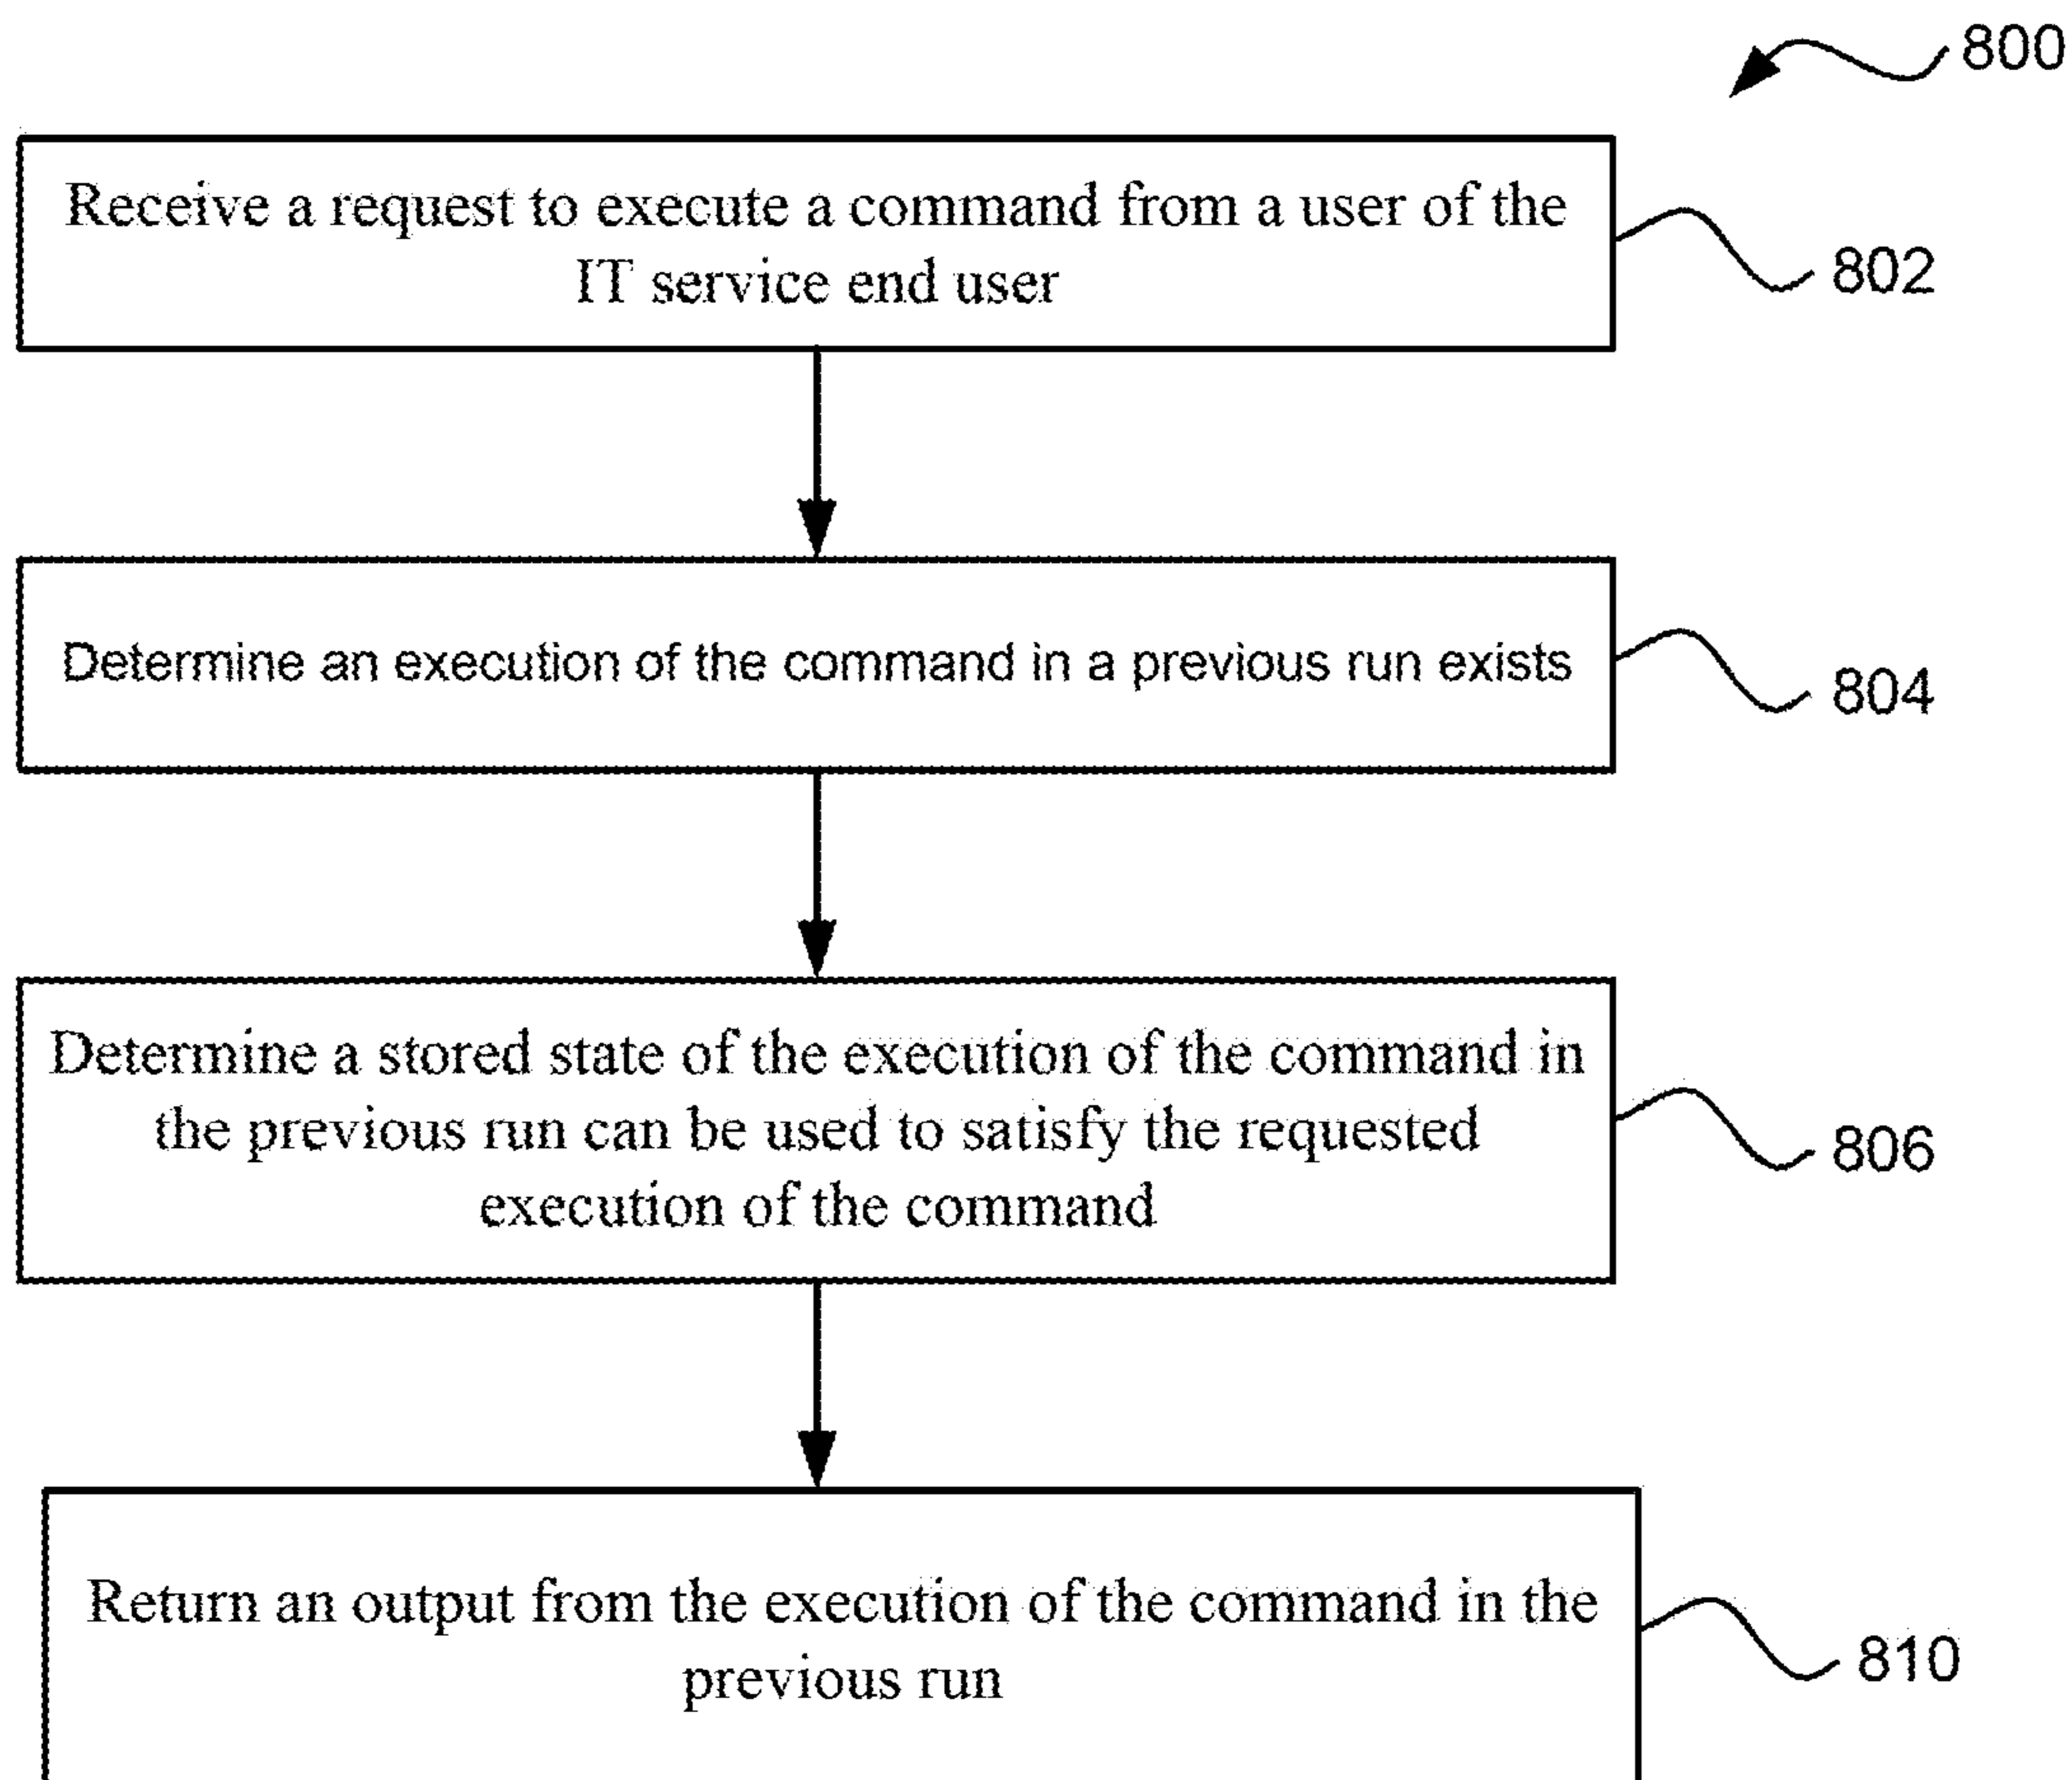 800
Receive a request to execute a command from a user of the
IT service end user
802
Determine an execution of the command in a previous run exists
804
Determine a stored state of the execution of the command in
the previous run can be used to satisfy the requested
execution of the command
806
Return an output from the execution of the command in the
previous run
810